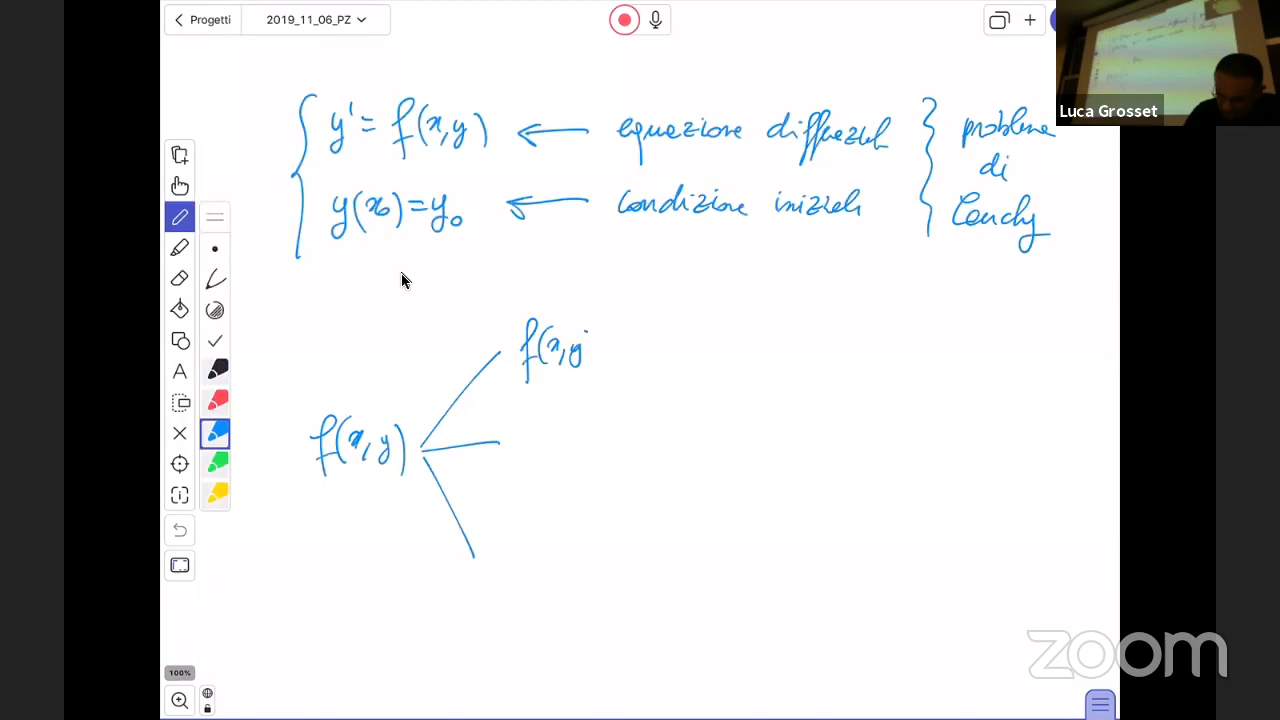 Progetti 2019_11_06_PZ
Luca Grosset
y' = f(x,y) ← equazione differenziale } problema
di
y(x₀)=y₀ ← condizione iniziale Cauchy
f(x,y
f(x,y)
A
100%
zoom